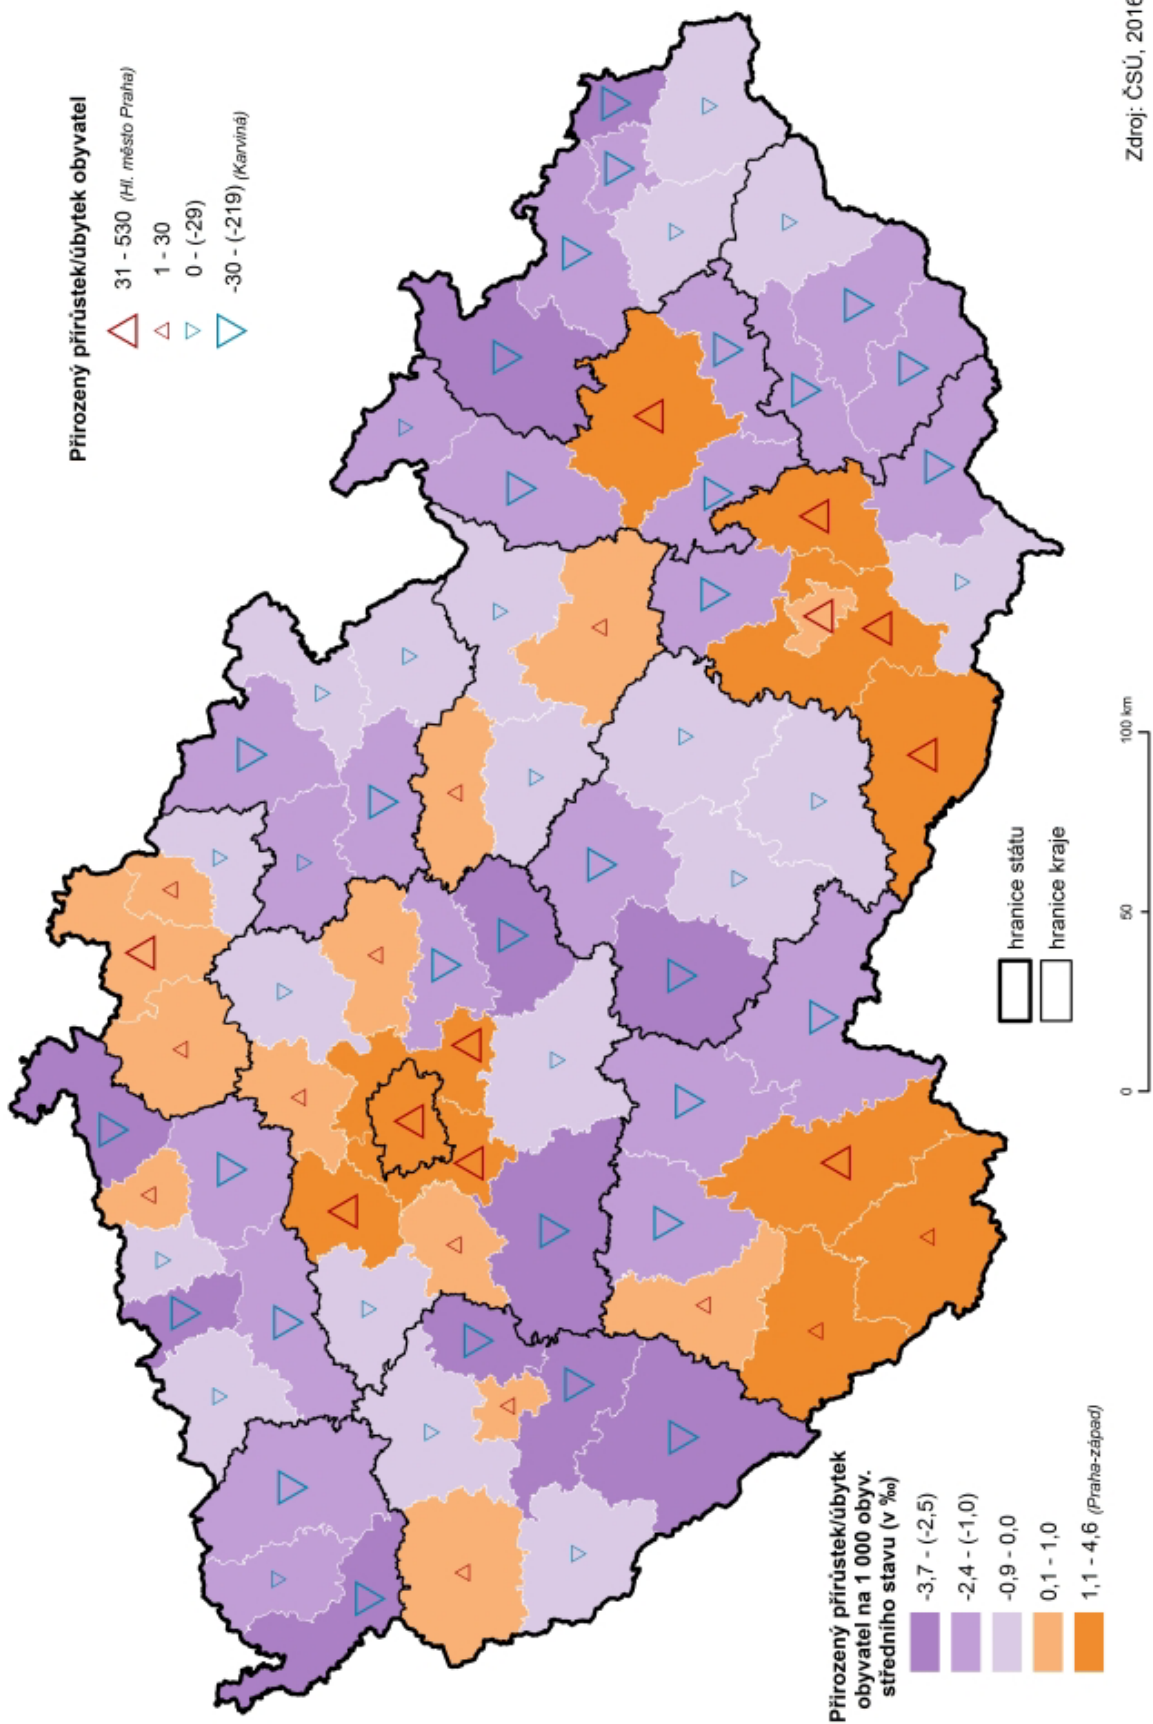 Přirozený přírůstek/úbytek obyvatel
31 - 530 (Hl. město Praha)
1 - 30
0 - (-29)
-30 - (-219) (Karviná)
Přirozený přírůstek/úbytek
obyvatel na 1 000 obyv.
středního stavu (v ‰)
-3,7 - (-2,5)
-2,4 - (-1,0)
-0,9 - 0,0
0,1 - 1,0
1,1 - 4,6 (Praha-západ)
hranice státu
hranice kraje
0 50 100 km
Zdroj: ČSÚ, 2016